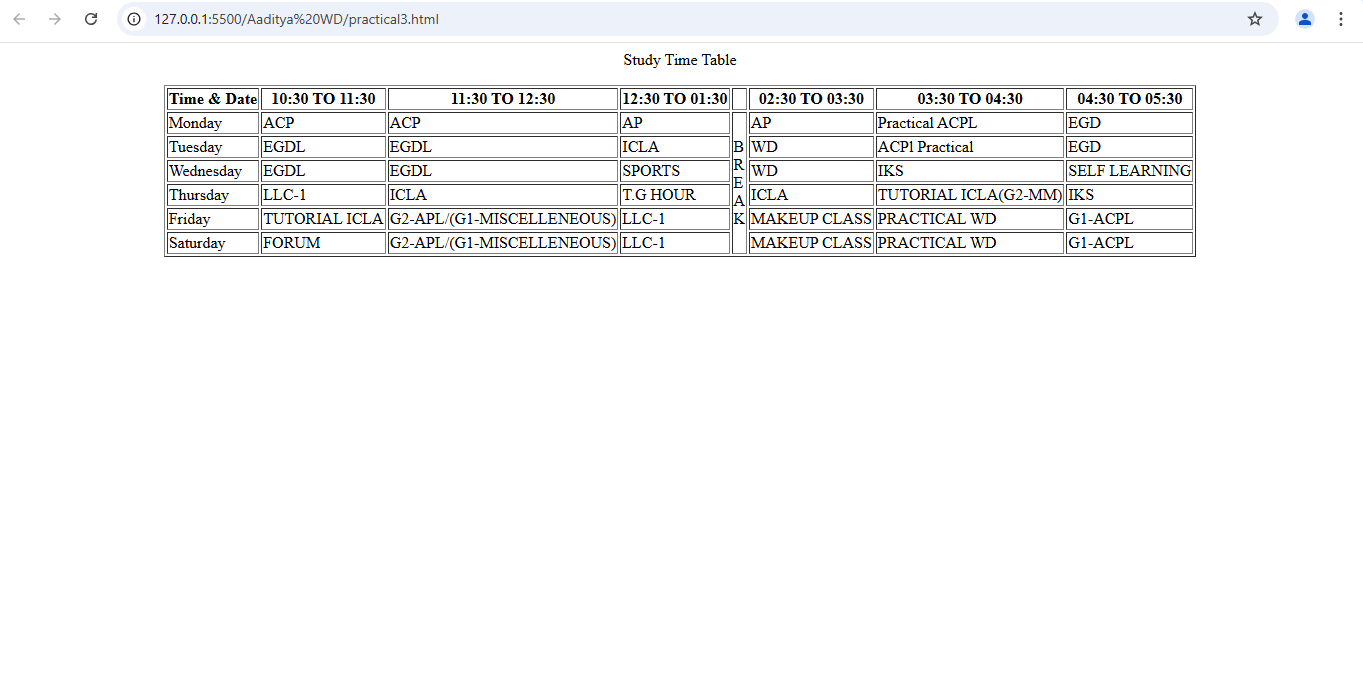 127.0.0.1:5500/Aaditya%20WD/practical3.html
Study Time Table
Time & Date 10:30 TO 11:30 11:30 TO 12:30 12:30 TO 01:30 02:30 TO 03:30 03:30 TO 04:30 04:30 TO 05:30
Monday ACP ACP AP AP Practical ACPL EGD
Tuesday EGDL EGDL ICLA WD ACPl Practical EGD
Wednesday EGDL EGDL SPORTS WD IKS SELF LEARNING
Thursday LLC-1 ICLA T.G HOUR ICLA TUTORIAL ICLA(G2-MM) IKS
Friday TUTORIAL ICLA G2-APL/(G1-MISCELLENEOUS) LLC-1 MAKEUP CLASS PRACTICAL WD G1-ACPL
Saturday FORUM G2-APL/(G1-MISCELLENEOUS) LLC-1 MAKEUP CLASS PRACTICAL WD G1-ACPL
B
R
E
A
K